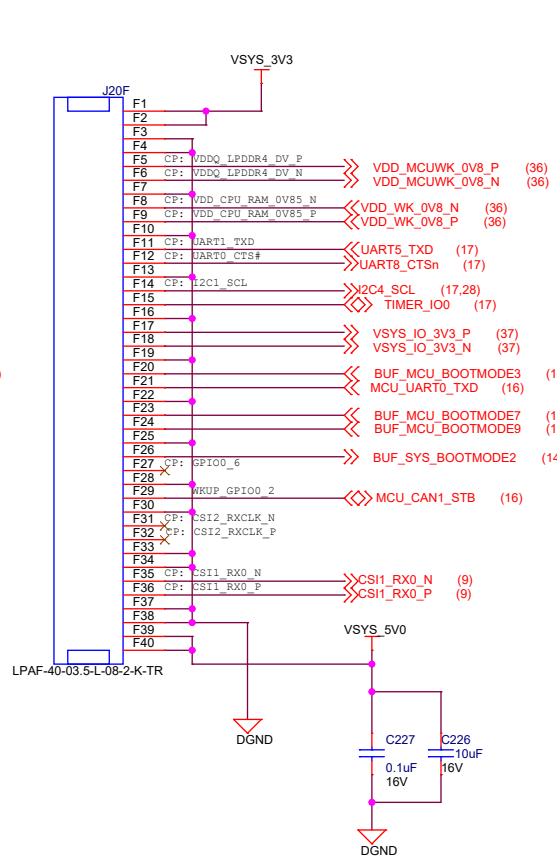 VSYS_3V3
J20F
F1
F2
F3
F4
F5 CP: VDDQ_LPDDR4_DV_P VDD_MCUWK_0V8_P (36)
F6 CP: VDDQ_LPDDR4_DV_N VDD_MCUWK_0V8_N (36)
F7
F8 CP: VDD_CPU_RAM_0V85_N VDD_WK_0V8_N (36)
F9 CP: VDD_CPU_RAM_0V85_P VDD_WK_0V8_P (36)
F10
F11 CP: UART1_TXD UART5_TXD (17)
F12 CP: UART0_CTS# UART8_CTSn (17)
F13
F14 CP: I2C1_SCL I2C4_SCL (17,28)
F15 TIMER_IO0 (17)
F16
F17 VSYS_IO_3V3_P (37)
F18 VSYS_IO_3V3_N (37)
F19
F20 BUF_MCU_BOOTMODE3 (1
F21 MCU_UART0_TXD (16)
F22
F23 BUF_MCU_BOOTMODE7 (1
F24 BUF_MCU_BOOTMODE9 (1
F25
F26 BUF_SYS_BOOTMODE2 (14
F27 CP: GPIO0_6
F28
F29 WKUP_GPIO0_2 MCU_CAN1_STB (16)
F30
F31 CP: CSI2_RXCLK_N
F32 CP: CSI2_RXCLK_P
F33
F34
F35 CP: CSI1_RX0_N CSI1_RX0_N (9)
F36 CP: CSI1_RX0_P CSI1_RX0_P (9)
F37
F38
F39
F40
VSYS_5V0
LPAF-40-03.5-L-08-2-K-TR
DGND
C227 C226
0.1uF 10uF
16V 16V
DGND